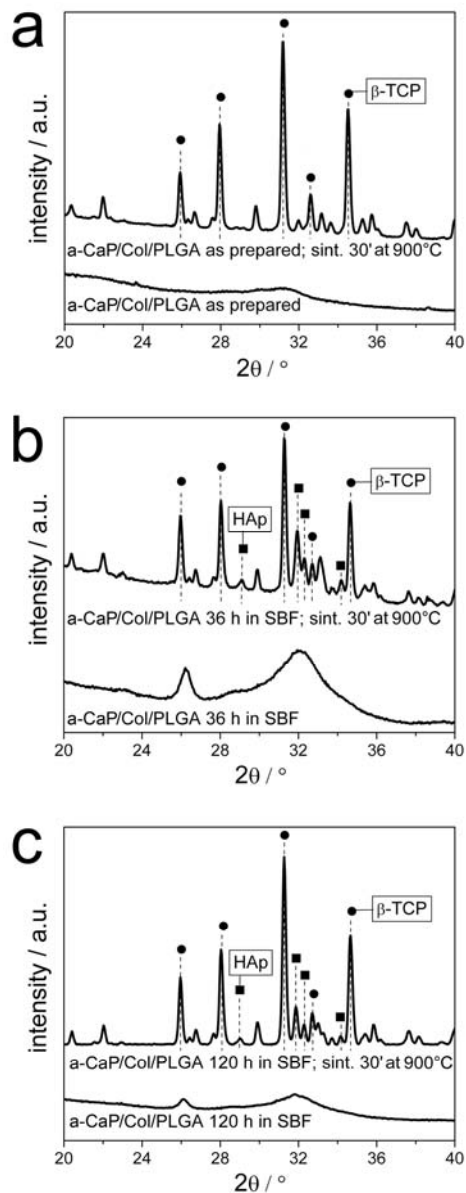 a
intensity / a.u.
β-TCP
a-CaP/Col/PLGA as prepared; sint. 30' at 900°C
a-CaP/Col/PLGA as prepared
20 24 28 32 36 40
2θ / °
b
intensity / a.u.
HAp
β-TCP
a-CaP/Col/PLGA 36 h in SBF; sint. 30' at 900°C
a-CaP/Col/PLGA 36 h in SBF
20 24 28 32 36 40
2θ / °
c
intensity / a.u.
HAp
β-TCP
a-CaP/Col/PLGA 120 h in SBF; sint. 30' at 900°C
a-CaP/Col/PLGA 120 h in SBF
20 24 28 32 36 40
2θ / °